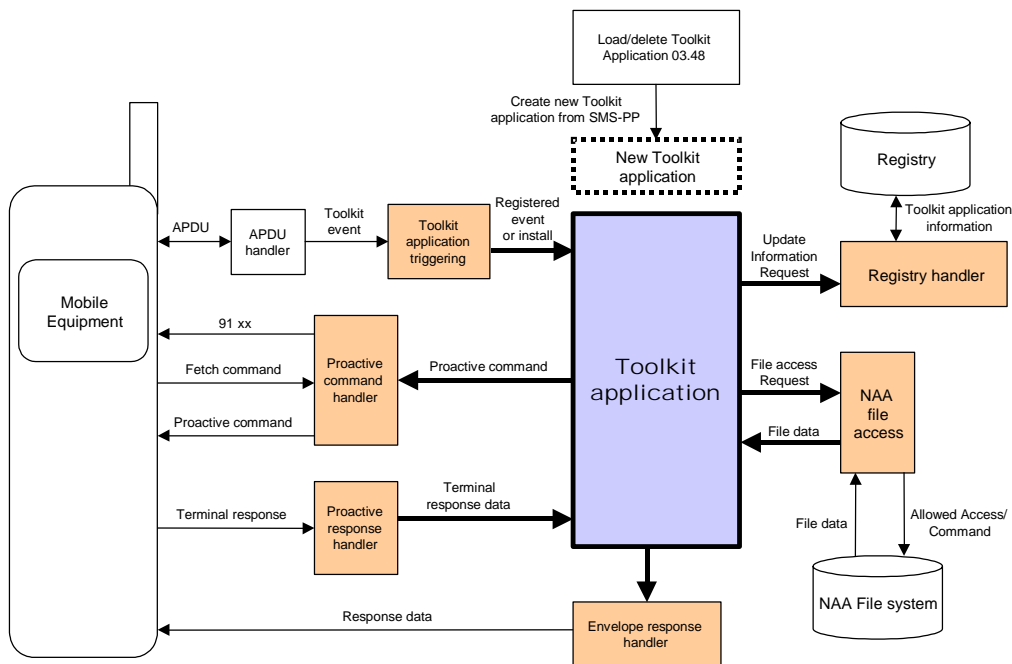 Load/delete Toolkit
Application 03.48
Create new Toolkit
application from SMS-PP
New Toolkit
application
Registry
Toolkit application
information
APDU
APDU
handler
Toolkit
event
Toolkit
application
triggering
Registered
event
or install
Update
Information
Request
Registry handler
Mobile
Equipment
91 xx
Fetch command
Proactive command
Proactive
command
handler
Proactive command
Toolkit
application
File access
Request
File data
NAA
file
access
Terminal response
Proactive
response
handler
Terminal
response data
File data
Allowed Access/
Command
NAA File system
Response data
Envelope response
handler